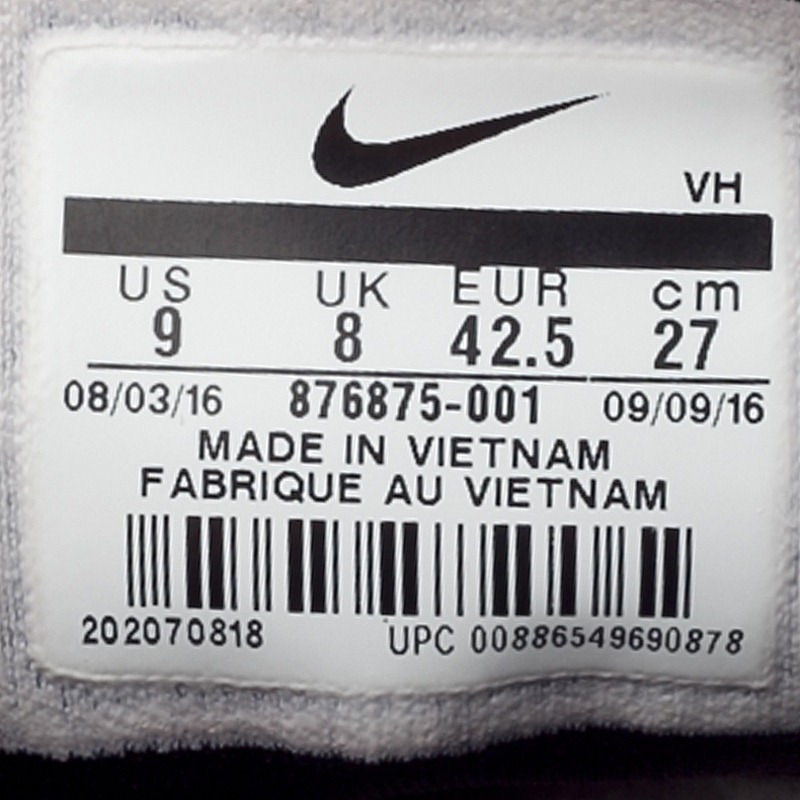 VH
US UK EUR cm
9 8 42.5 27
08/03/16 876875-001 09/09/16
MADE IN VIETNAM
FABRIQUE AU VIETNAM
202070818 UPC 00886549690878